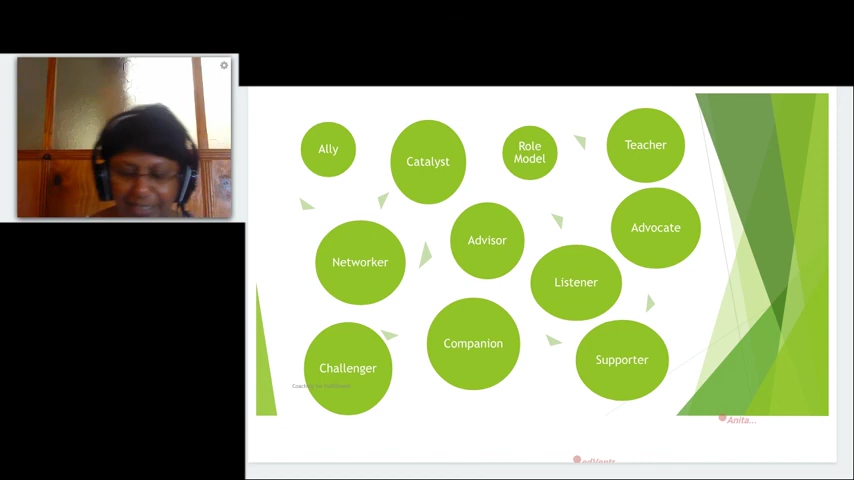 Ally
Catalyst
Role
Model
Teacher
Networker
Advisor
Listener
Advocate
Challenger
Companion
Supporter
Anita...